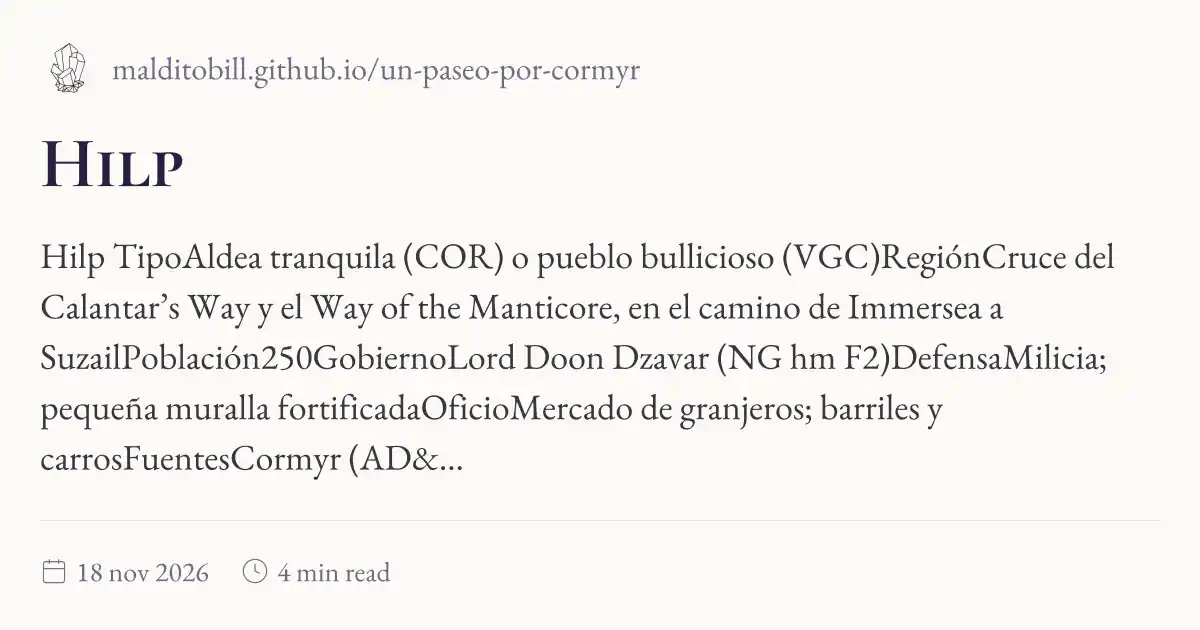 malditobill.github.io/un-paseo-por-cormyr
Hilp
Hilp TipoAldea tranquila (COR) o pueblo bullicioso (VGC)RegiónCruce del
Calantar’s Way y el Way of the Manticore, en el camino de Immersea a
SuzailPoblación250GobiernoLord Doon Dzavar (NG hm F2)DefensaMilicia;
pequeña muralla fortificadaOficioMercado de granjeros; barriles y
carrosFuentesCormyr (AD&...
18 nov 2026
4 min read